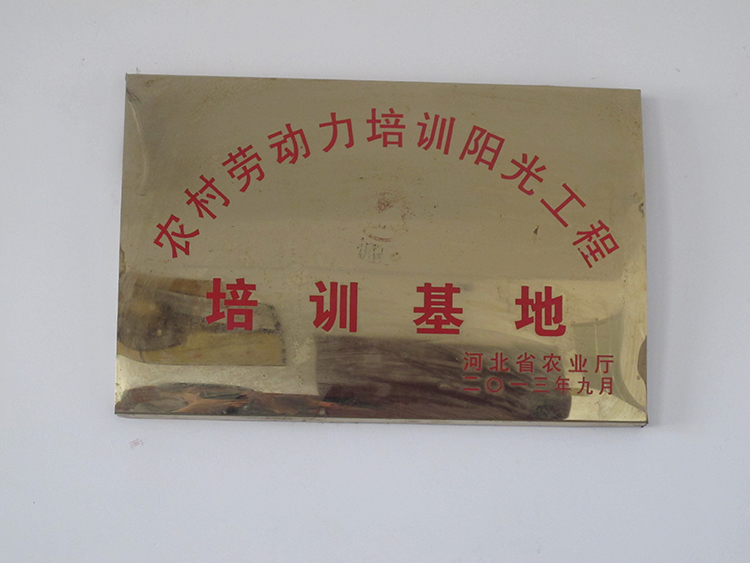 农村劳动力培训阳光工程
培训基地
河北省农业厅
二〇一三年九月